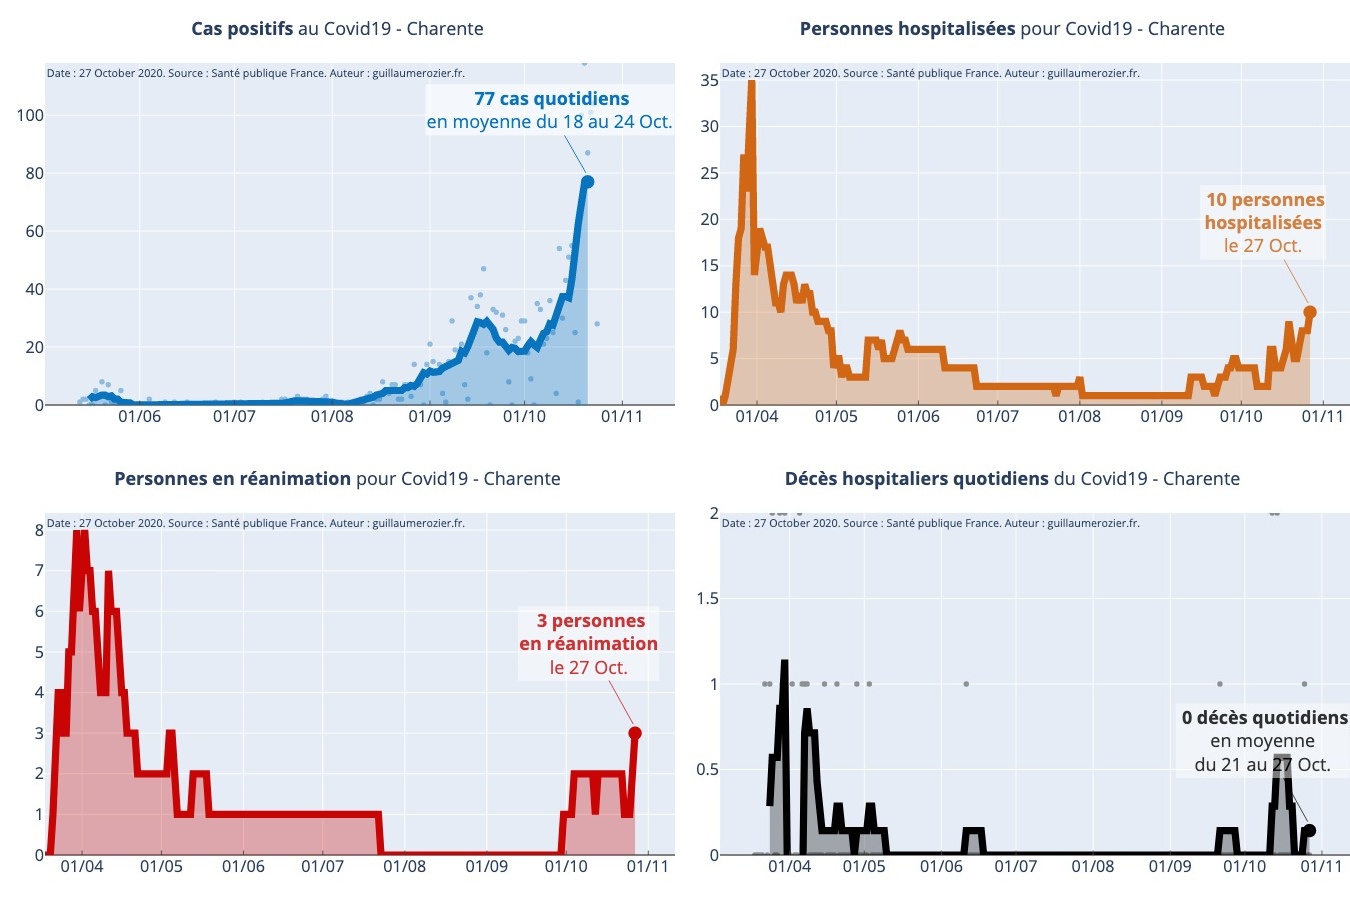 Cas positifs au Covid19 - Charente
Date : 27 October 2020. Source : Santé publique France. Auteur : guillaumerozier.fr.
77 cas quotidiens
en moyenne du 18 au 24 Oct.
100
80
60
40
20
0
01/06 01/07 01/08 01/09 01/10 01/11
Personnes hospitalisées pour Covid19 - Charente
Date : 27 October 2020. Source : Santé publique France. Auteur : guillaumerozier.fr.
35
30
25
20
15
10
5
0
10 personnes
hospitalisées
le 27 Oct.
01/04 01/05 01/06 01/07 01/08 01/09 01/10 01/11
Personnes en réanimation pour Covid19 - Charente
Date : 27 October 2020. Source : Santé publique France. Auteur : guillaumerozier.fr.
8
7
6
5
4
3
2
1
0
3 personnes
en réanimation
le 27 Oct.
01/04 01/05 01/06 01/07 01/08 01/09 01/10 01/11
Décès hospitaliers quotidiens du Covid19 - Charente
Date : 27 October 2020. Source : Santé publique France. Auteur : guillaumerozier.fr.
2
1.5
1
0.5
0
0 décès quotidiens
en moyenne
du 21 au 27 Oct.
01/04 01/05 01/06 01/07 01/08 01/09 01/10 01/11